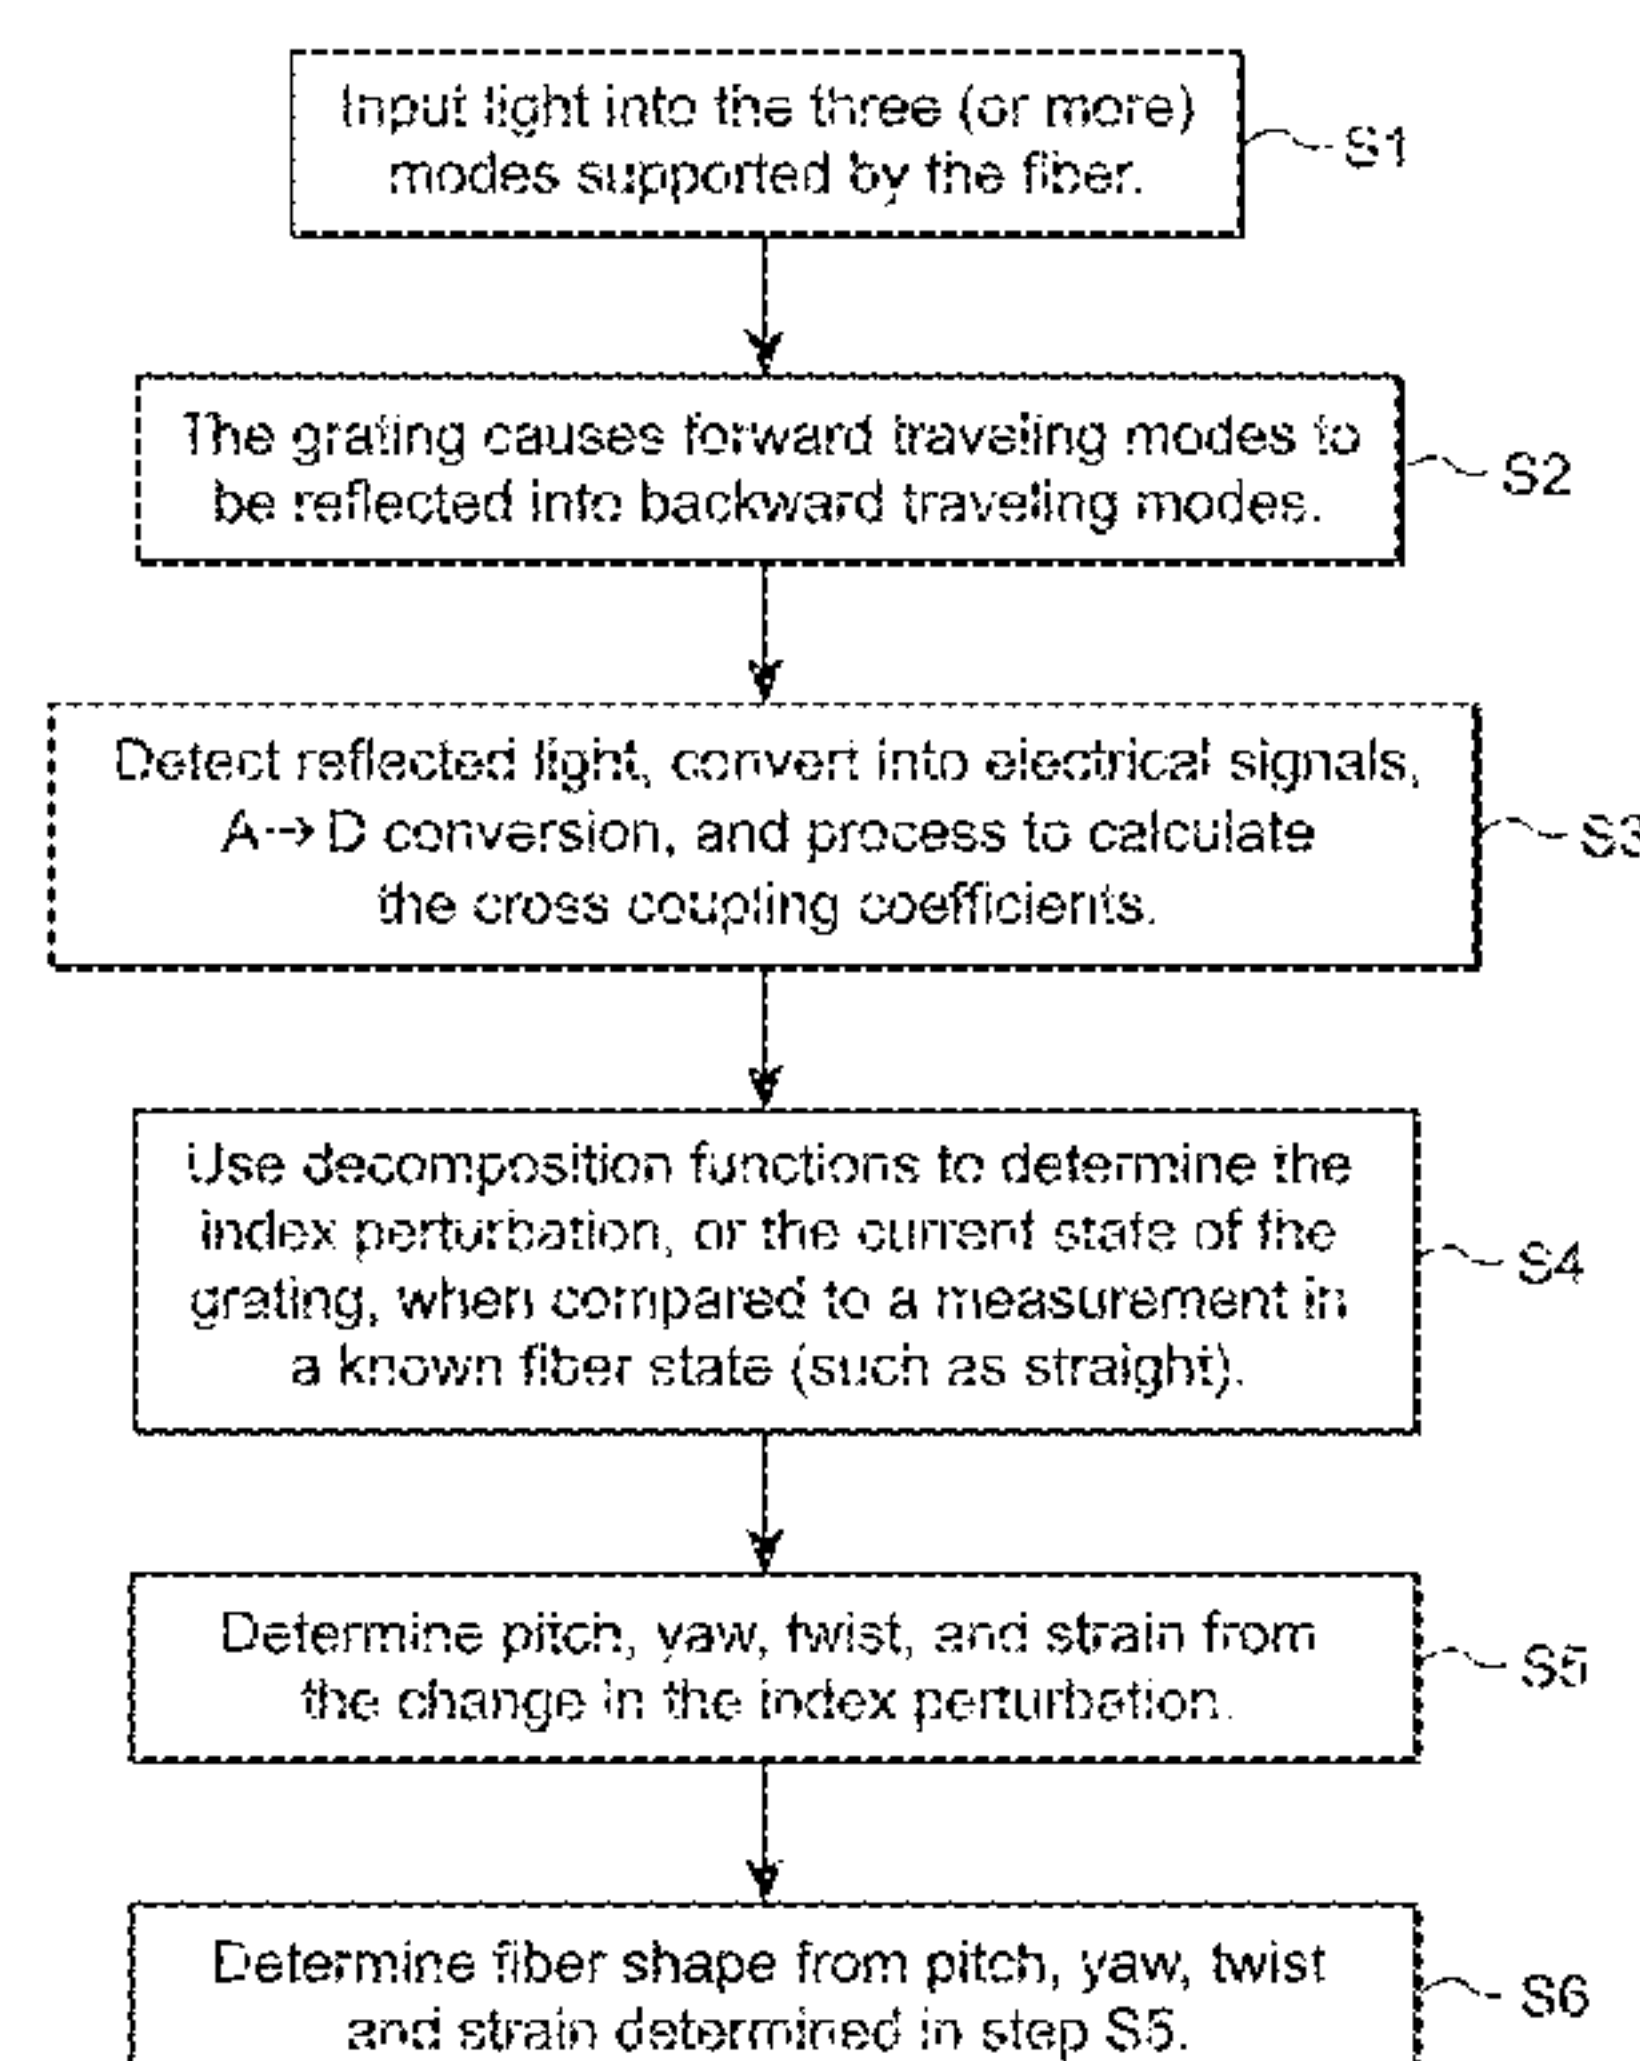 Input light into the three (or more)
modes supported by the fiber.
S1
The grating causes forward traveling modes to
be reflected into backward traveling modes.
S2
Detect reflected light, convert into electrical signals,
A→D conversion, and process to calculate
the cross coupling coefficients.
S3
Use decomposition functions to determine the
index perturbation, or the current state of the
grating, when compared to a measurement in
a known fiber state (such as straight).
S4
Determine pitch, yaw, twist, and strain from
the change in the index perturbation.
S5
Determine fiber shape from pitch, yaw, twist
and strain determined in step S5.
S6